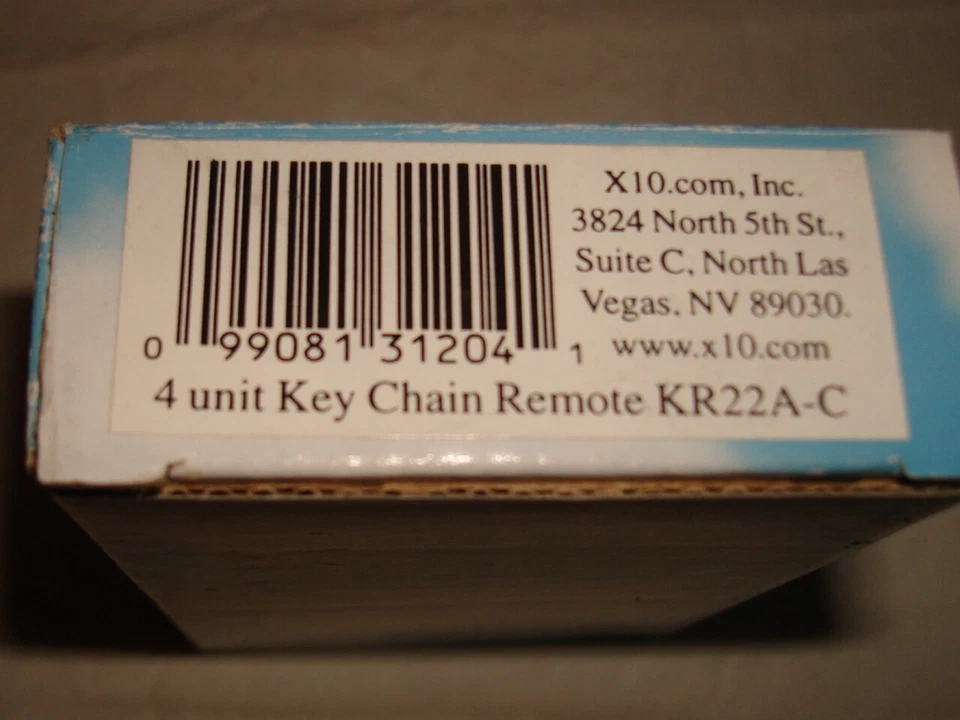 X10.com, Inc.
3824 North 5th St.,
Suite C, North Las
Vegas, NV 89030.
www.x10.com
0 99081 31204 1
4 unit Key Chain Remote KR22A-C